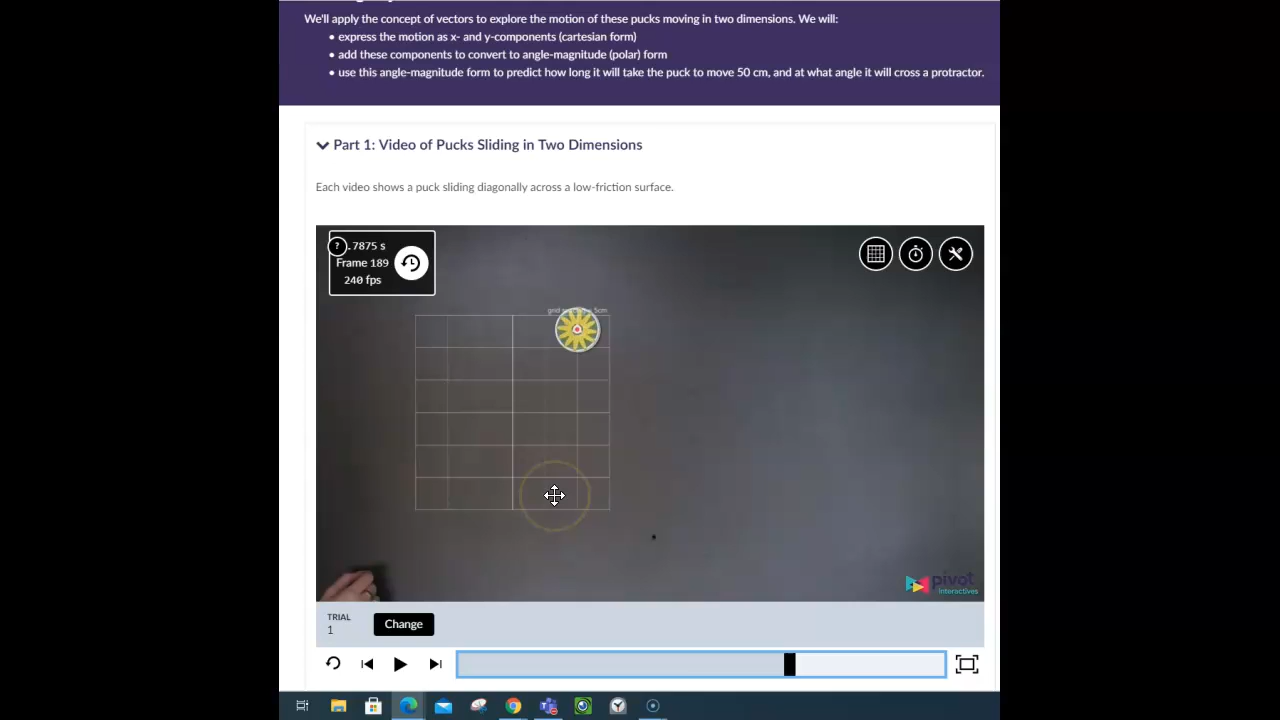 We'll apply the concept of vectors to explore the motion of these pucks moving in two dimensions. We will:
• express the motion as x- and y-components (cartesian form)
• add these components to convert to angle-magnitude (polar) form
• use this angle-magnitude form to predict how long it will take the puck to move 50 cm, and at what angle it will cross a protractor.
Part 1: Video of Pucks Sliding in Two Dimensions
Each video shows a puck sliding diagonally across a low-friction surface.
? .7875 s
Frame 189
240 fps
5cm
pivot
interactives
TRIAL
1
Change